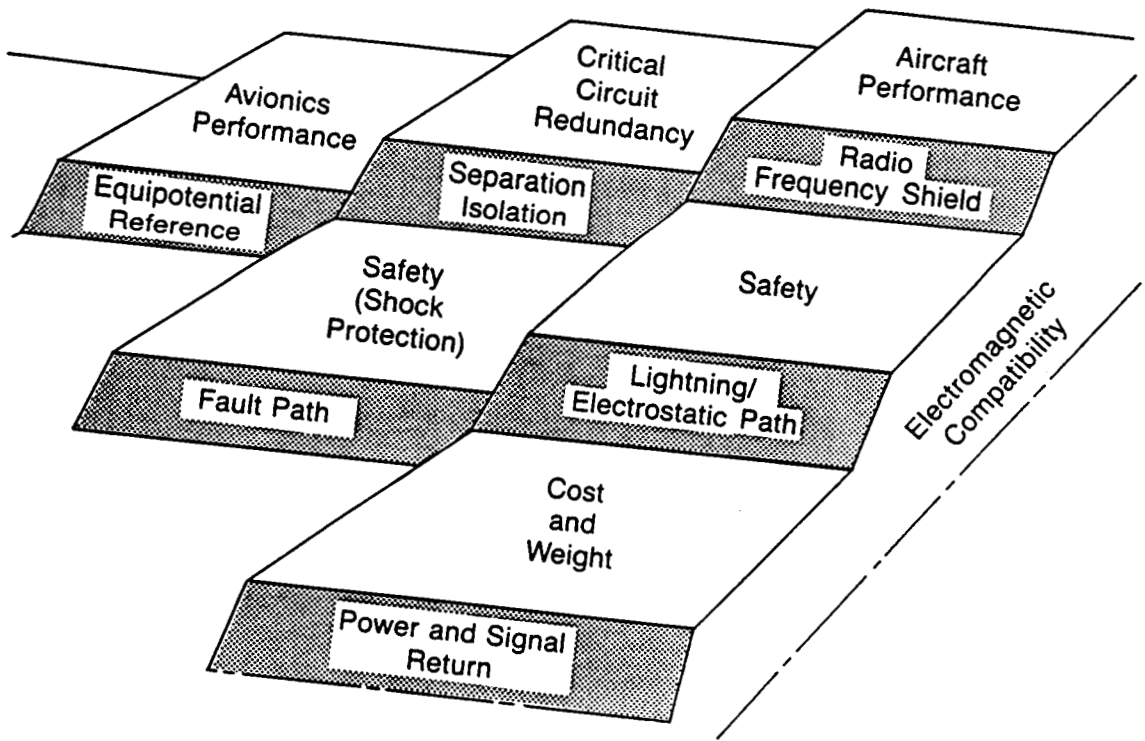 Avionics
Performance
Critical
Circuit
Redundancy
Aircraft
Performance
Equipotential
Reference
Separation
Isolation
Radio
Frequency Shield
Safety
(Shock
Protection)
Safety
Fault Path
Lightning/
Electrostatic Path
Electromagnetic
Compatibility
Cost
and
Weight
Power and Signal
Return